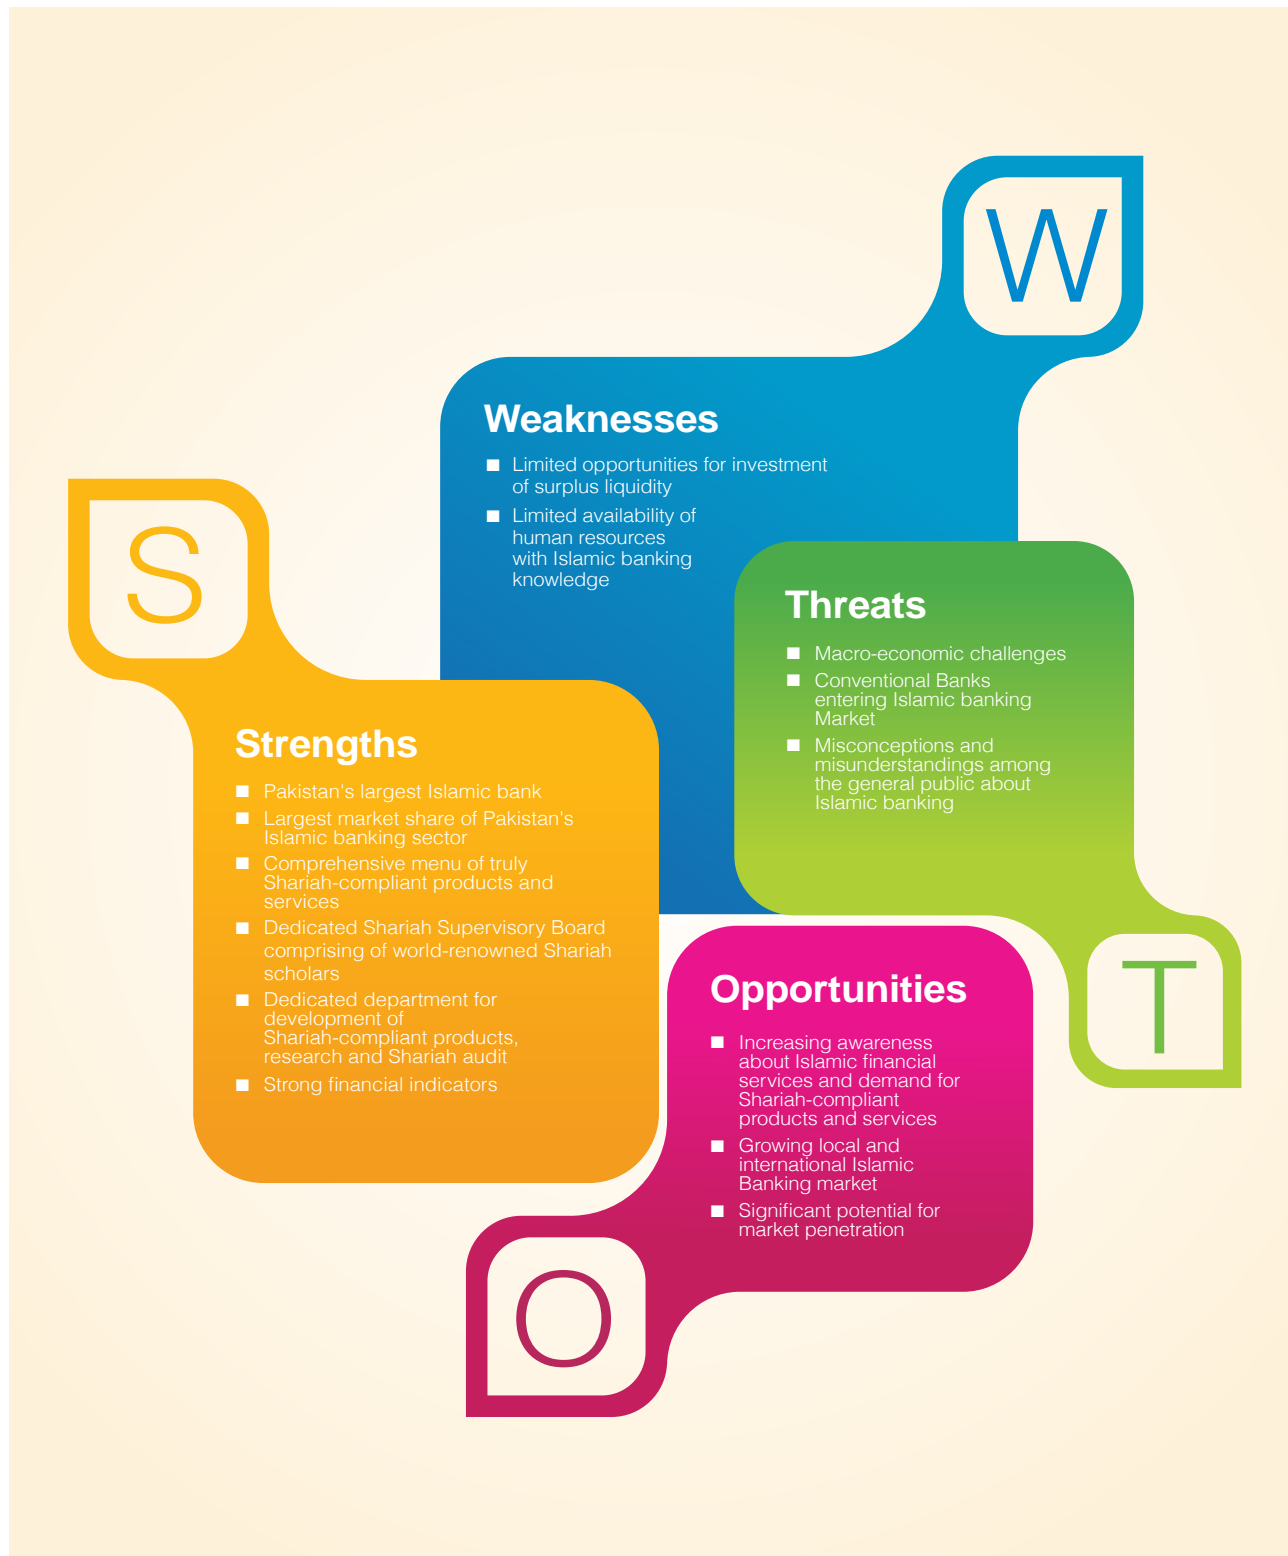 W
Weaknesses
■ Limited opportunities for investment
of surplus liquidity
■ Limited availability of
human resources
with Islamic banking
knowledge
S
Strengths
■ Pakistan's largest Islamic bank
■ Largest market share of Pakistan's
Islamic banking sector
■ Comprehensive menu of truly
Shariah-compliant products and
services
■ Dedicated Shariah Supervisory Board
comprising of world-renowned Shariah
scholars
■ Dedicated department for
development of
Shariah-compliant products,
research and Shariah audit
■ Strong financial indicators
Threats
■ Macro-economic challenges
■ Conventional Banks
entering Islamic banking
Market
■ Misconceptions and
misunderstandings among
the general public about
Islamic banking
T
Opportunities
■ Increasing awareness
about Islamic financial
services and demand for
Shariah-compliant
products and services
■ Growing local and
international Islamic
Banking market
■ Significant potential for
market penetration
O